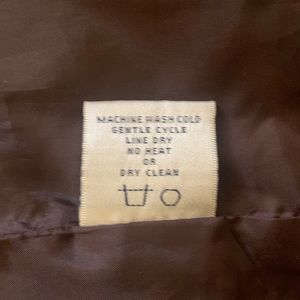 MACHINE WASH COLD
GENTLE CYCLE
LINE DRY
NO HEAT
OR
DRY CLEAN